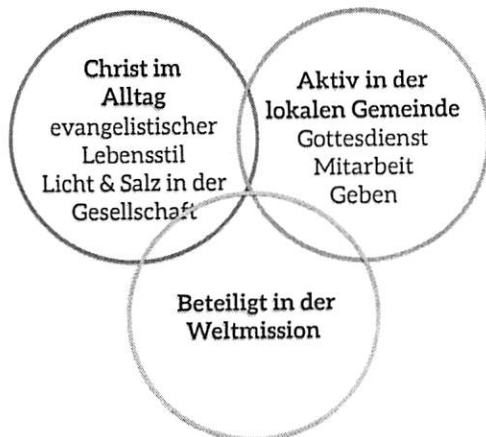 Christ im
Alltag
evangelistischer
Lebensstil
Licht & Salz in der
Gesellschaft
Aktiv in der
lokalen Gemeinde
Gottesdienst
Mitarbeit
Geben
Beteiligt in der
Weltmission